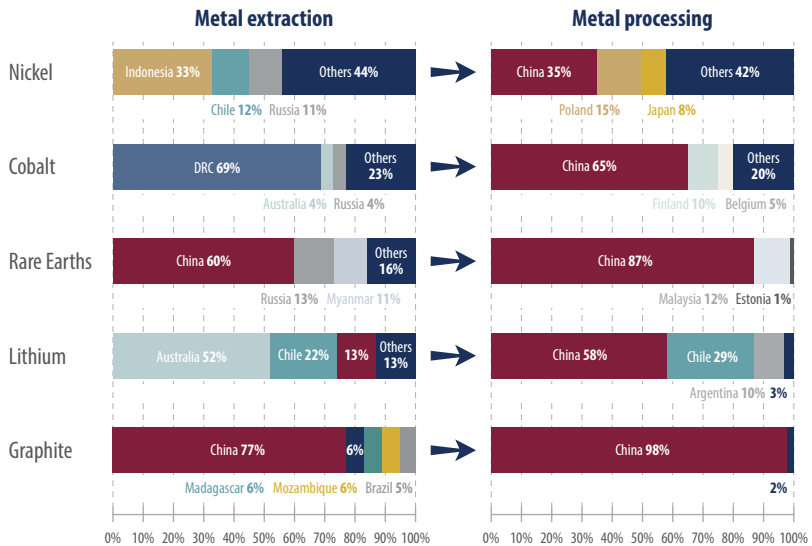 Metal extraction
Metal processing
Nickel
Indonesia 33%
Others 44%
Chile 12%
Russia 11%
China 35%
Others 42%
Poland 15%
Japan 8%
Cobalt
DRC 69%
Others
23%
Australia 4%
Russia 4%
China 65%
Others
20%
Finland 10%
Belgium 5%
Rare Earths
China 60%
Others
16%
Russia 13%
Myanmar 11%
China 87%
Malaysia 12%
Estonia 1%
Lithium
Australia 52%
Chile 22%
13%
Others
13%
China 58%
Chile 29%
Argentina 10%
3%
Graphite
China 77%
6%
Madagascar 6%
Mozambique 6%
Brazil 5%
China 98%
2%
0% 10% 20% 30% 40% 50% 60% 70% 80% 90% 100%
0% 10% 20% 30% 40% 50% 60% 70% 80% 90% 100%